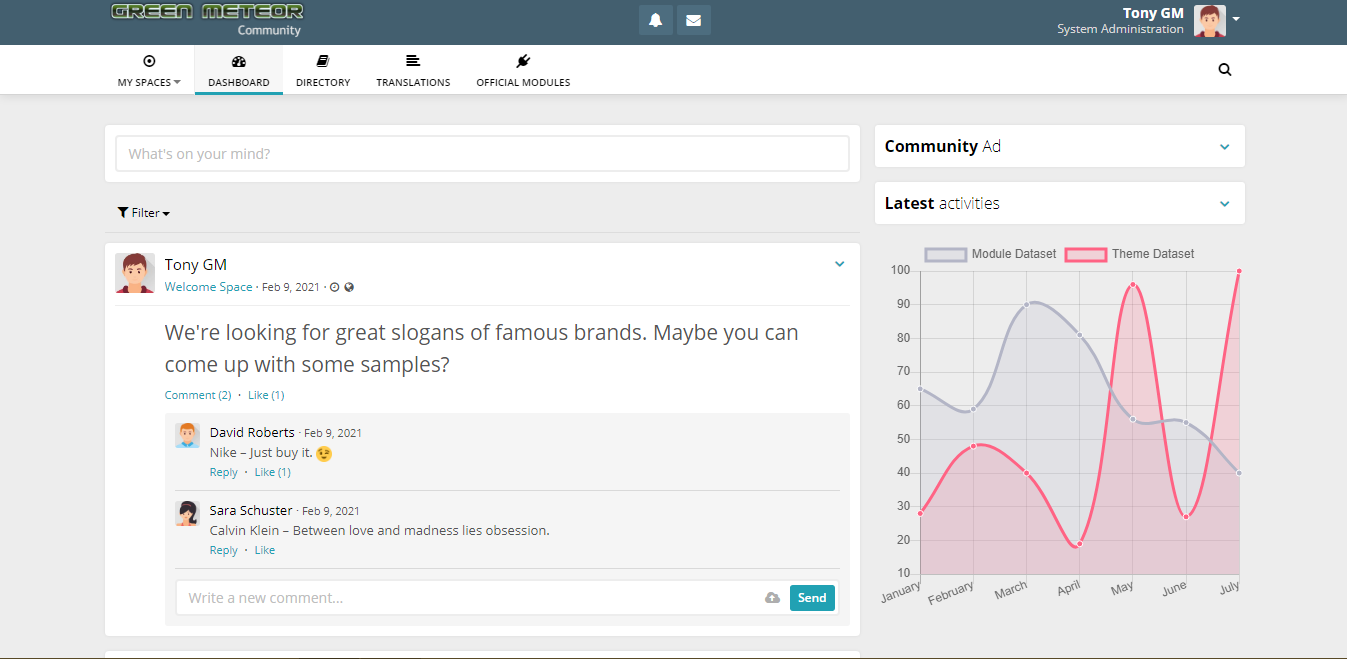 GREEN METEOR
Community
Tony GM
System Administration
MY SPACES
DASHBOARD
DIRECTORY
TRANSLATIONS
OFFICIAL MODULES
What's on your mind?
Filter
Tony GM
Welcome Space · Feb 9, 2021 ·
We're looking for great slogans of famous brands. Maybe you can
come up with some samples?
Comment (2) · Like (1)
David Roberts · Feb 9, 2021
Nike – Just buy it. 😉
Reply · Like (1)
Sara Schuster · Feb 9, 2021
Calvin Klein – Between love and madness lies obsession.
Reply · Like
Write a new comment...
Send
Community Ad
Latest activities
Module Dataset
Theme Dataset
100
90
80
70
60
50
40
30
20
10
January
February
March
April
May
June
July